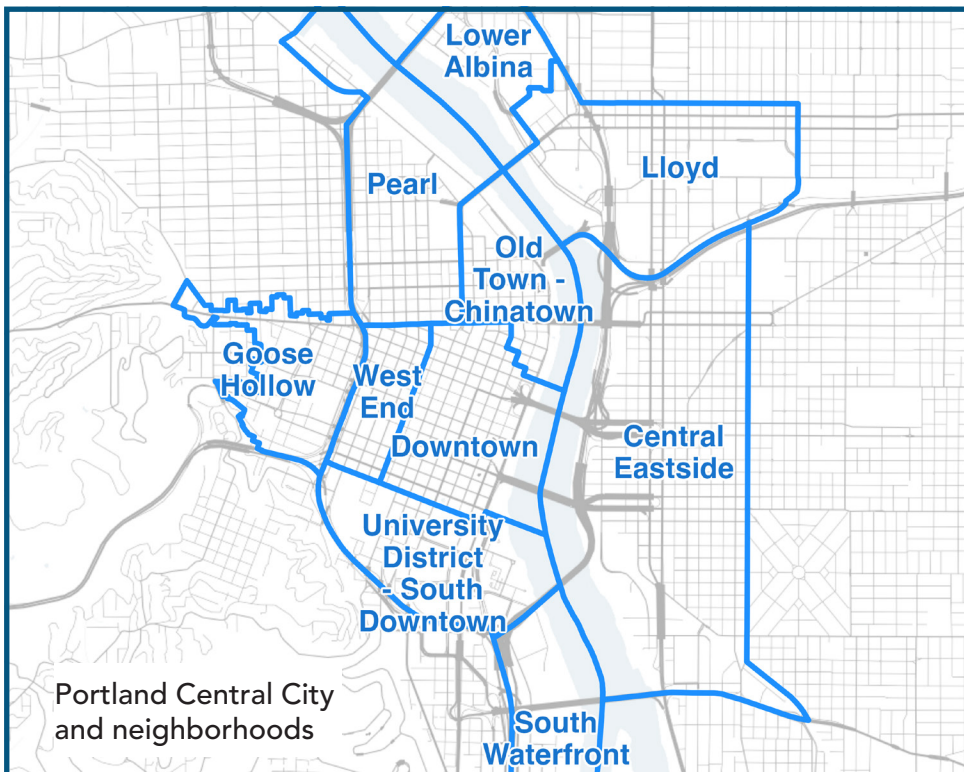 Lower
Albina
Lloyd
Pearl
Old
Town -
Chinatown
Goose
Hollow
West
End
Downtown
Central
Eastside
University
District
- South
Downtown
South
Waterfront
Portland Central City
and neighborhoods